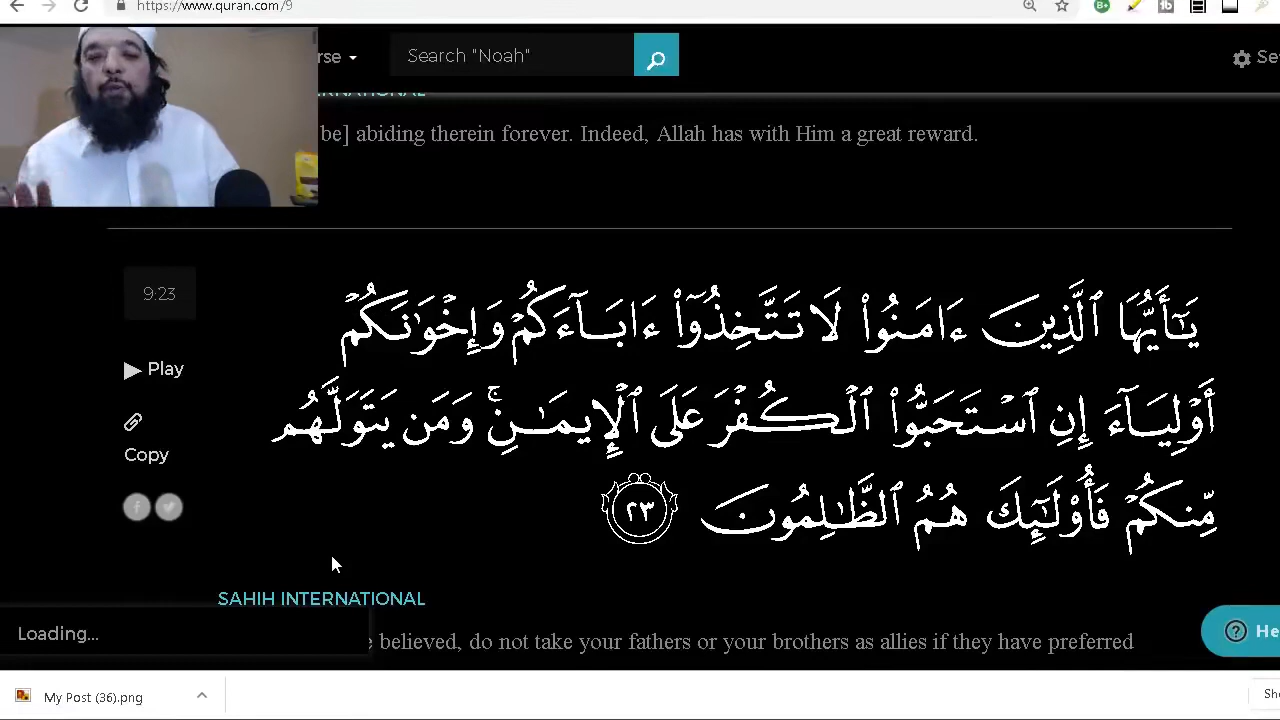 https://www.quran.com/9
rse
Search "Noah"
be] abiding therein forever. Indeed, Allah has with Him a great reward.
9:23
يَـٰٓأَيُّهَا ٱلَّذِينَ ءَامَنُوا۟ لَا تَتَّخِذُوٓا۟ ءَابَآءَكُمْ وَإِخْوَٰنَكُمْ
أَوْلِيَآءَ إِنِ ٱسْتَحَبُّوا۟ ٱلْكُفْرَ عَلَى ٱلْإِيمَـٰنِ ۚ وَمَن يَتَوَلَّهُم
مِّنكُمْ فَأُو۟لَـٰٓئِكَ هُمُ ٱلظَّـٰلِمُونَ ٢٣
Play
Copy
SAHIH INTERNATIONAL
Loading...
believed, do not take your fathers or your brothers as allies if they have preferred
He
My Post (36).png